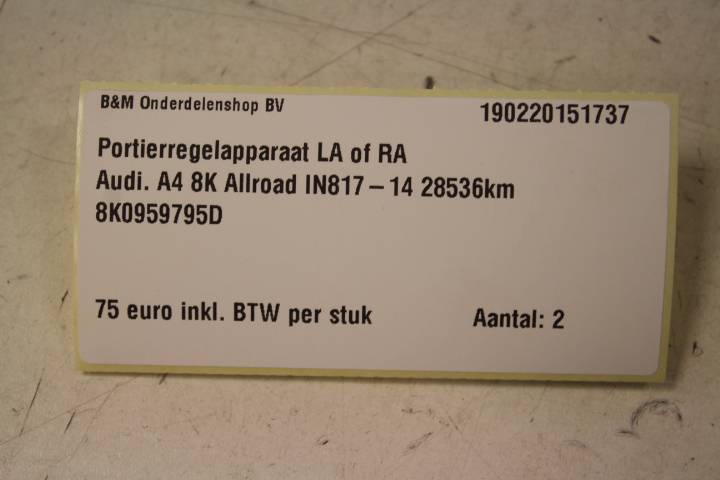 B&M Onderdelenshop BV
190220151737
Portierregelapparaat LA of RA
Audi. A4 8K Allroad IN817 – 14 28536km
8K0959795D
75 euro inkl. BTW per stuk
Aantal: 2